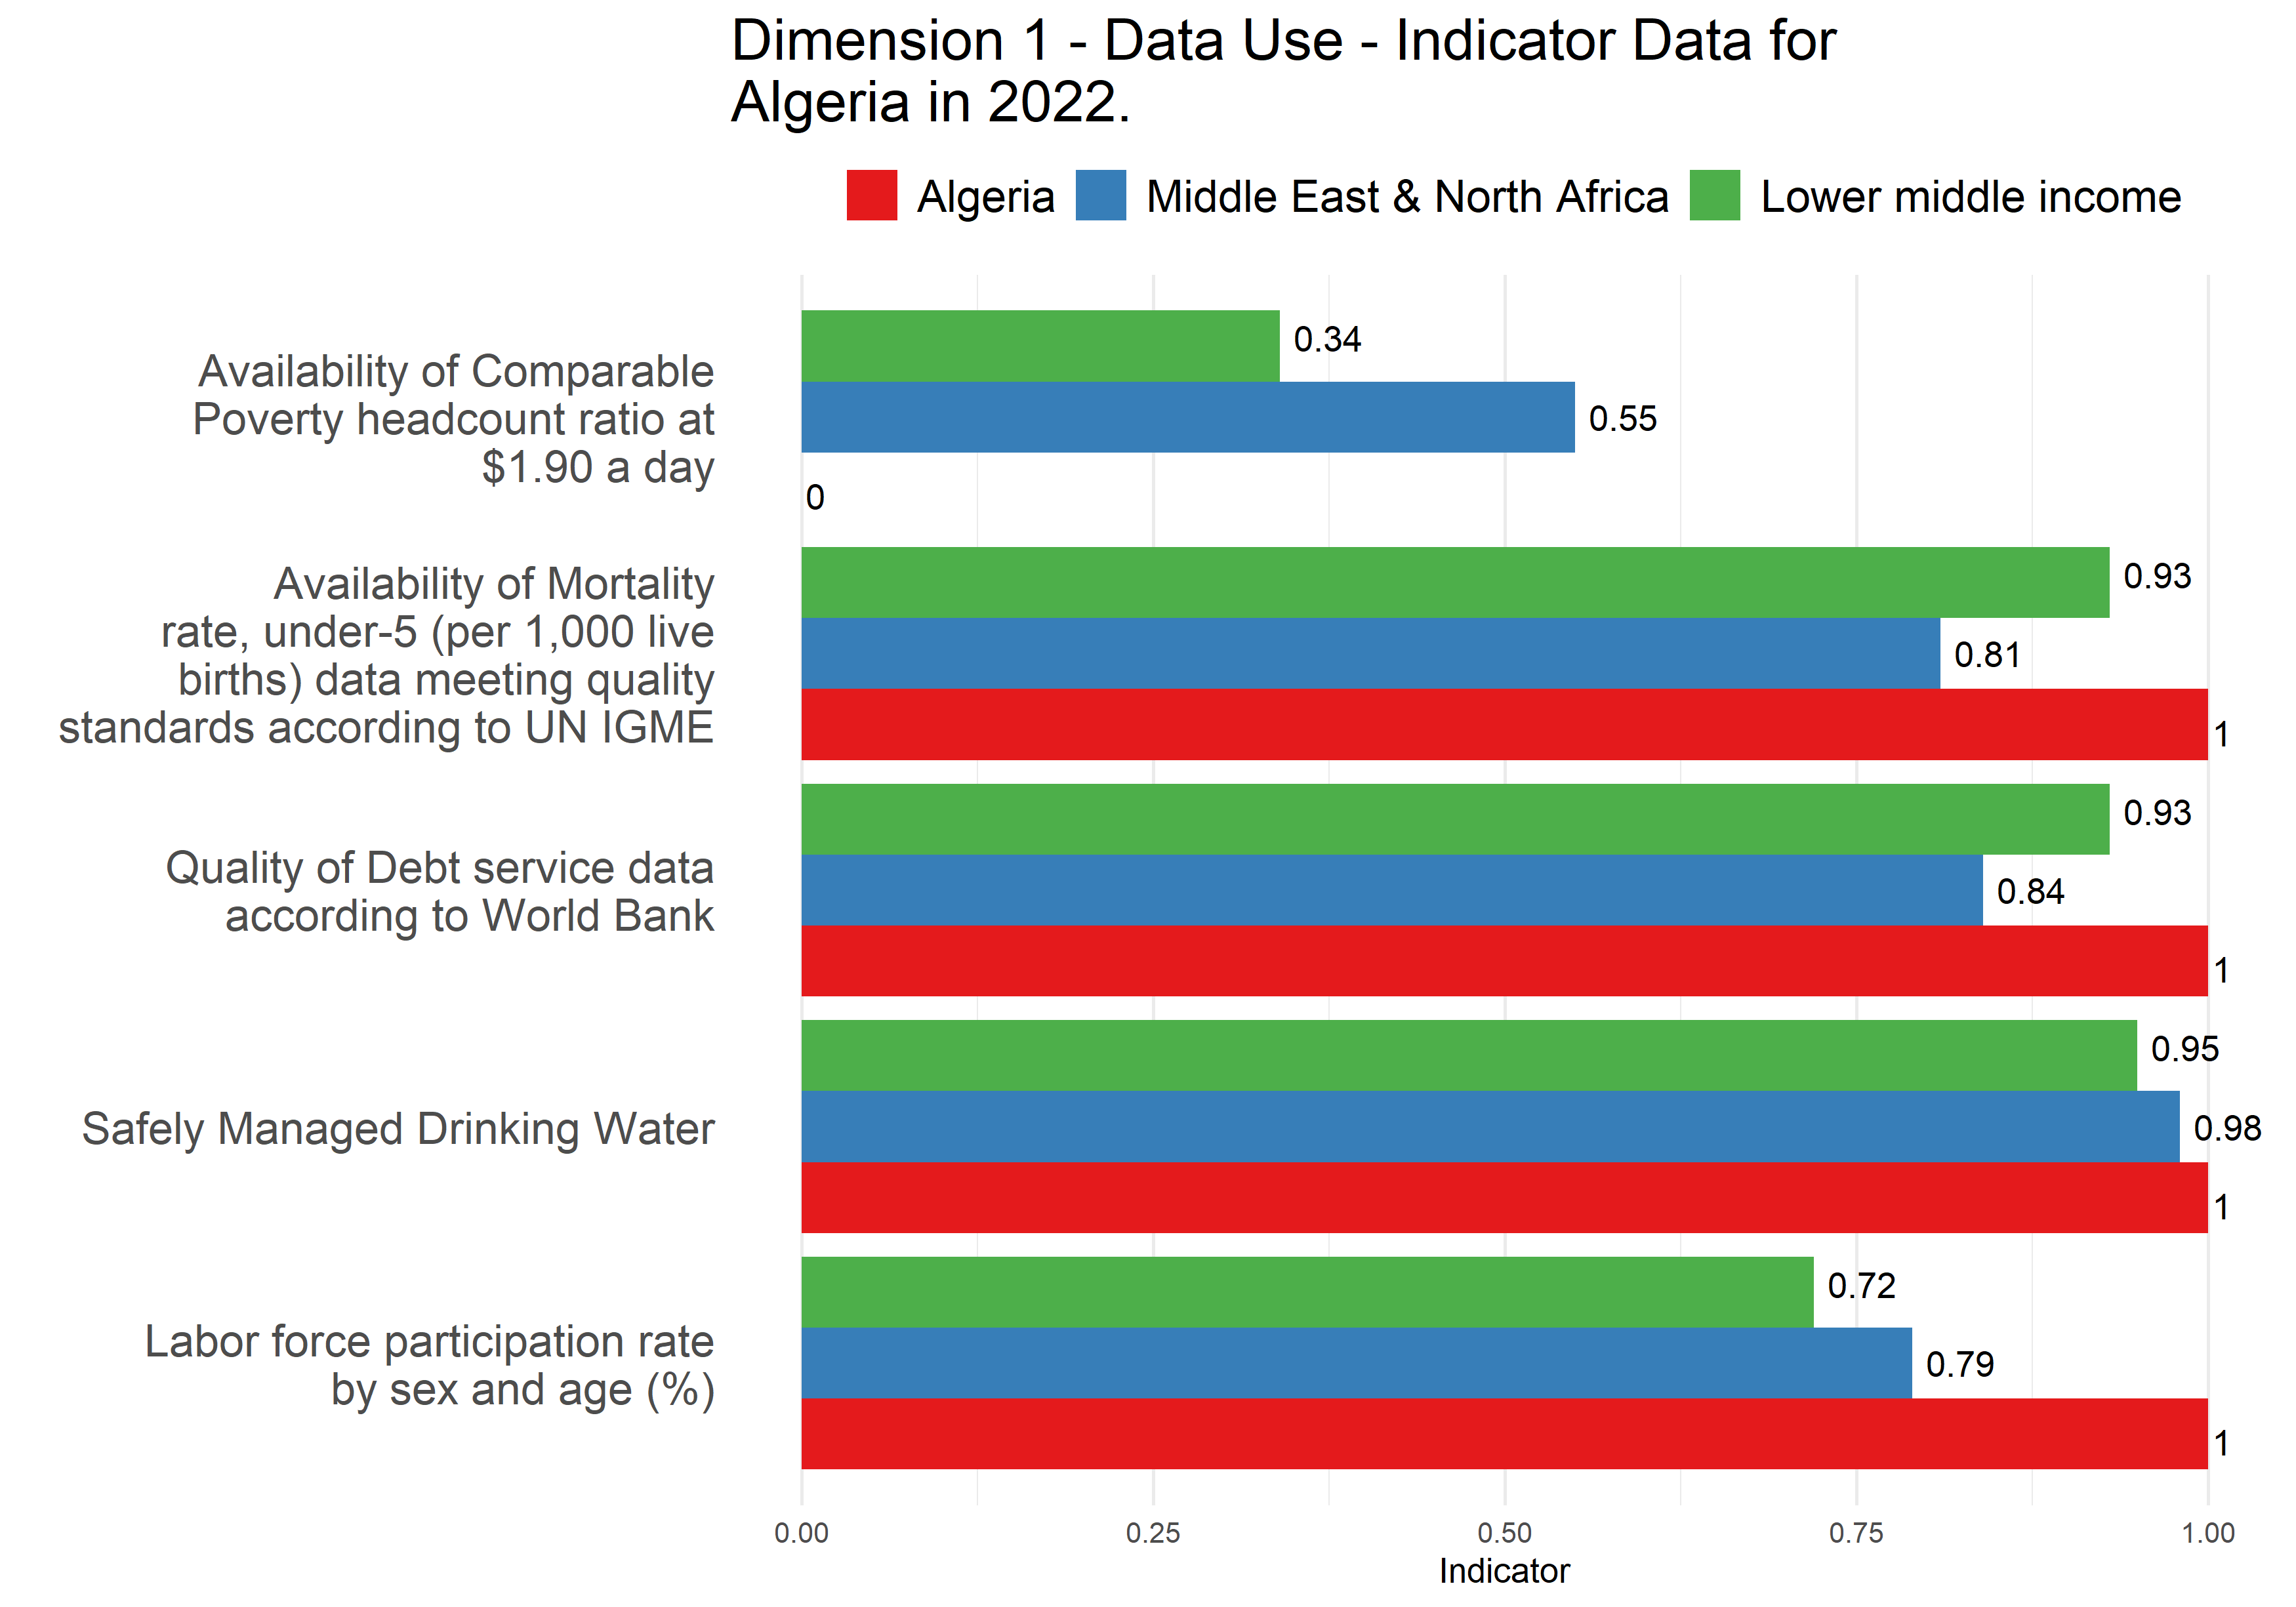 Dimension 1 - Data Use - Indicator Data for
Algeria in 2022.
Algeria
Middle East & North Africa
Lower middle income
Availability of Comparable
Poverty headcount ratio at
$1.90 a day
0.34
0.55
0
Availability of Mortality
rate, under-5 (per 1,000 live
births) data meeting quality
standards according to UN IGME
0.93
0.81
1
Quality of Debt service data
according to World Bank
0.93
0.84
1
Safely Managed Drinking Water
0.95
0.98
1
Labor force participation rate
by sex and age (%)
0.72
0.79
1
0.00
0.25
0.50
0.75
1.00
Indicator